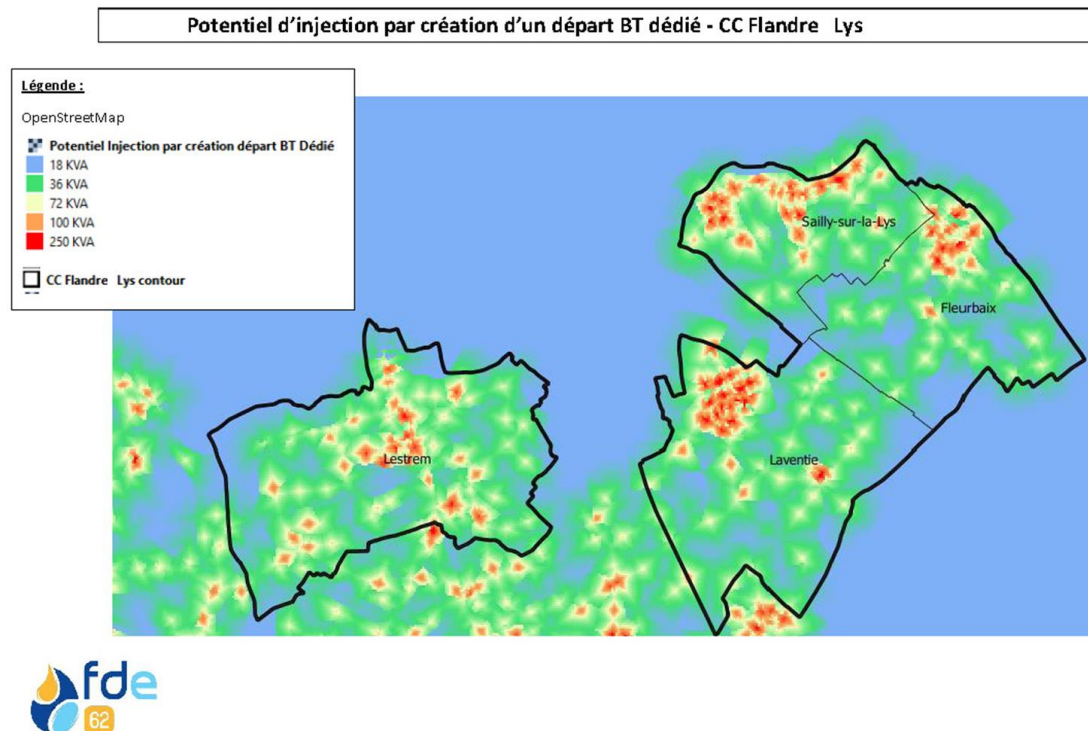 Potentiel d'injection par création d'un départ BT dédié - CC Flandre Lys
Légende :
OpenStreetMap
Potentiel Injection par création départ BT Dédié
18 KVA
36 KVA
72 KVA
100 KVA
250 KVA
CC Flandre Lys contour
Sailly-sur-la-Lys
Fleurbaix
Lestrem
Laventie
fde
62